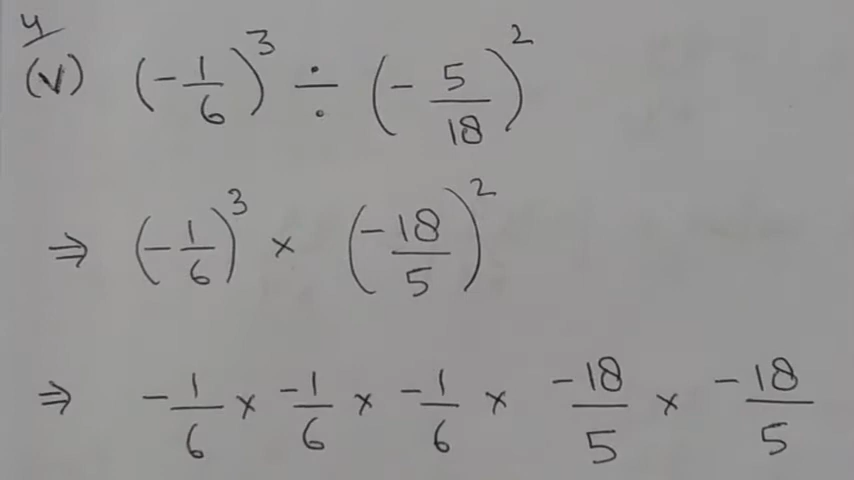 4
(v) (-1/6)^3 ÷ (-5/18)^2
⇒ (-1/6)^3 × (-18/5)^2
⇒ -1/6 × -1/6 × -1/6 × -18/5 × -18/5